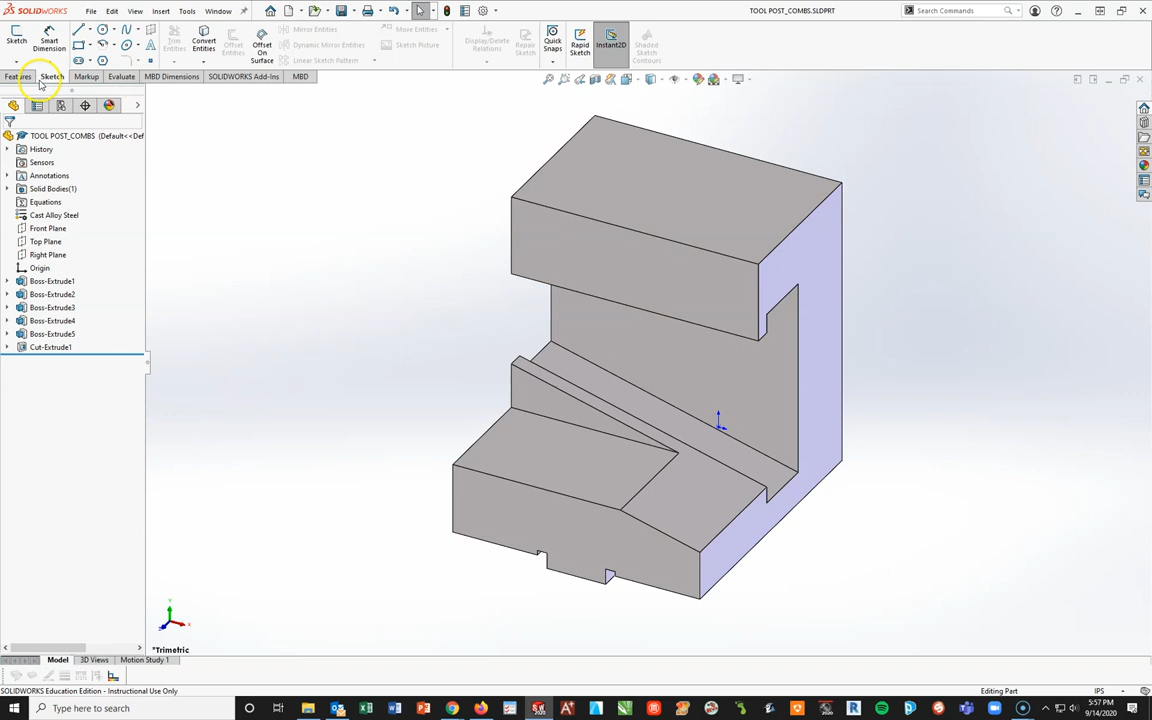 SOLIDWORKS File Edit View Insert Tools Window TOOL POST_COMBS.SLDPRT Search Commands
Sketch Smart Dimension Trim Entities Convert Entities Offset Entities Offset On Surface Mirror Entities Dynamic Mirror Entities Linear Sketch Pattern Move Entities Sketch Picture Display/Delete Relations Repair Sketch Quick Snaps Rapid Sketch Instant2D Shaded Sketch Contours
Features Sketch Markup Evaluate MBD Dimensions SOLIDWORKS Add-Ins MBD
TOOL POST_COMBS (Default<<Def
History
Sensors
Annotations
Solid Bodies(1)
Equations
Cast Alloy Steel
Front Plane
Top Plane
Right Plane
Origin
Boss-Extrude1
Boss-Extrude2
Boss-Extrude3
Boss-Extrude4
Boss-Extrude5
Cut-Extrude1
Y
X
Z
*Trimetric
Model 3D Views Motion Study 1
SOLIDWORKS Education Edition - Instructional Use Only Editing Part IPS
Type here to search 5:57 PM
9/14/2020